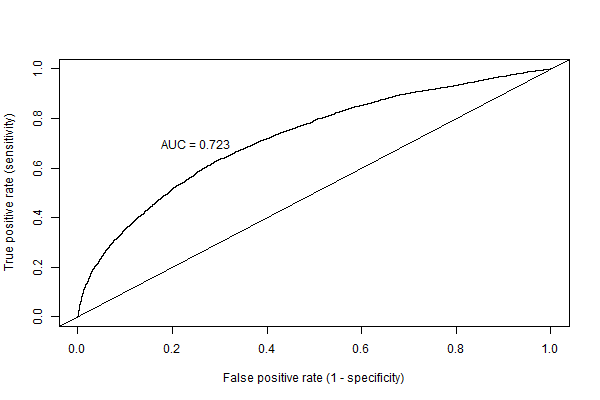 True positive rate (sensitivity)
1.0
0.8
0.6
0.4
0.2
0.0
AUC = 0.723
0.0 0.2 0.4 0.6 0.8 1.0
False positive rate (1 - specificity)